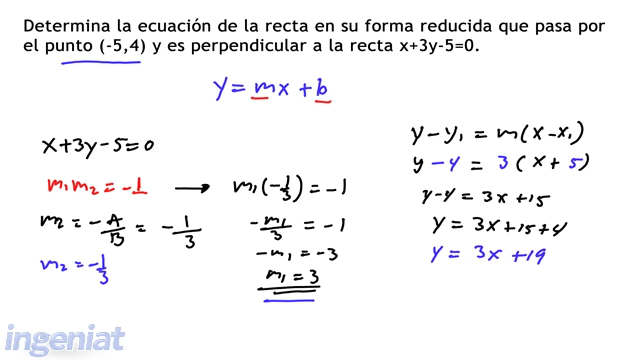 Determina la ecuación de la recta en su forma reducida que pasa por
el punto (-5,4) y es perpendicular a la recta x+3y-5=0.
y = mx + b
x+3y-5=0
m₁m₂ = -1
m₂ = -A/B = -1/3
m₂ = -1/3
→ m₁(-1/3) = -1
-m₁/3 = -1
-m₁ = -3
m₁ = 3
y-y₁ = m(x-x₁)
y-4 = 3(x+5)
y-4 = 3x+15
y = 3x+15+4
y = 3x+19
ingeniat